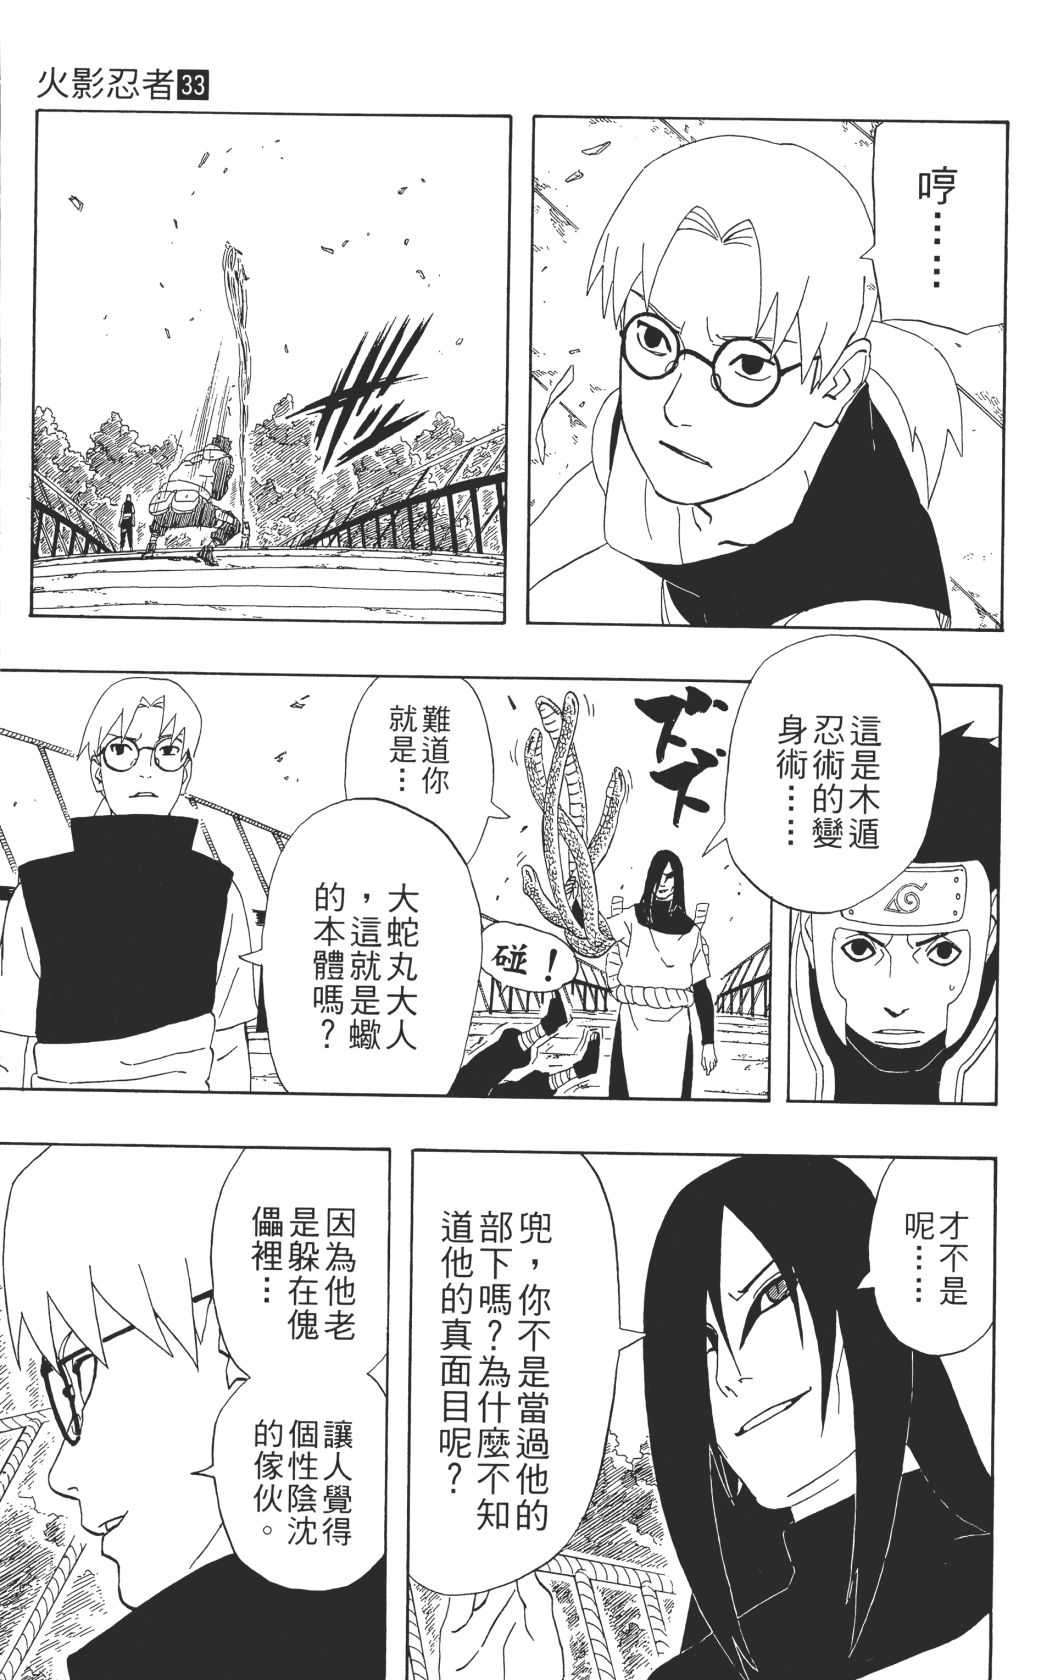 火影忍者33
哼………
這是木遁
忍術的變
身術……
ズズ
難道你
就是…
碰！
大蛇丸大人
，這就是蠍
的本體嗎？
才不是
呢……
兜，你不是當過他的
部下嗎？為什麼不知
道他的真面目呢？
因為他老
是躲在傀
儡裡…
讓人覺得
個性陰沈
的傢伙。